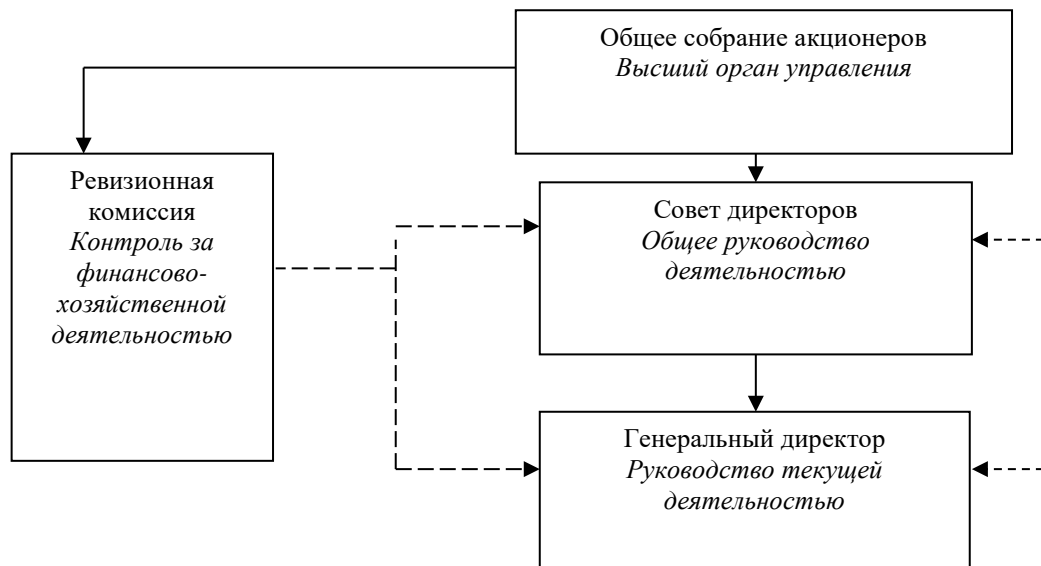 Общее собрание акционеров
Высший орган управления
Ревизионная
комиссия
Контроль за
финансово-
хозяйственной
деятельностью
Совет директоров
Общее руководство
деятельностью
Генеральный директор
Руководство текущей
деятельностью